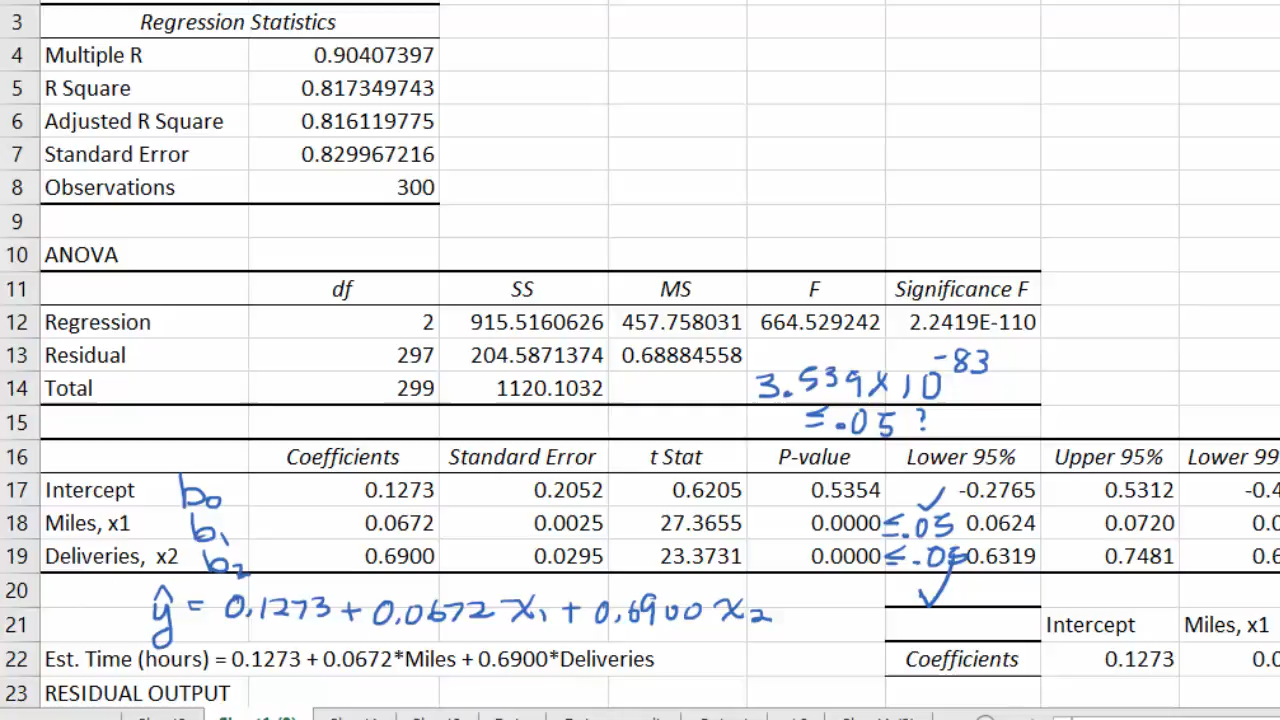 3 Regression Statistics
4 Multiple R 0.90407397
5 R Square 0.817349743
6 Adjusted R Square 0.816119775
7 Standard Error 0.829967216
8 Observations 300
9
10 ANOVA
11 df SS MS F Significance F
12 Regression 2 915.5160626 457.758031 664.529242 2.2419E-110
13 Residual 297 204.5871374 0.68884558
14 Total 299 1120.1032 3.539 x 10^-83
15 ≤ .05 ?
16 Coefficients Standard Error t Stat P-value Lower 95% Upper 95% Lower 99
17 Intercept b0 0.1273 0.2052 0.6205 0.5354 ✓ -0.2765 0.5312 -0.4
18 Miles, x1 b1 0.0672 0.0025 27.3655 0.0000 ≤ .05 0.0624 0.0720 0.0
19 Deliveries, x2 b2 0.6900 0.0295 23.3731 0.0000 ≤ .05 0.6319 0.7481 0.6
20 ✓
ŷ = 0.1273 + 0.0672 x1 + 0.6900 x2
21 Intercept Miles, x1
22 Est. Time (hours) = 0.1273 + 0.0672*Miles + 0.6900*Deliveries Coefficients 0.1273 0.0
23 RESIDUAL OUTPUT